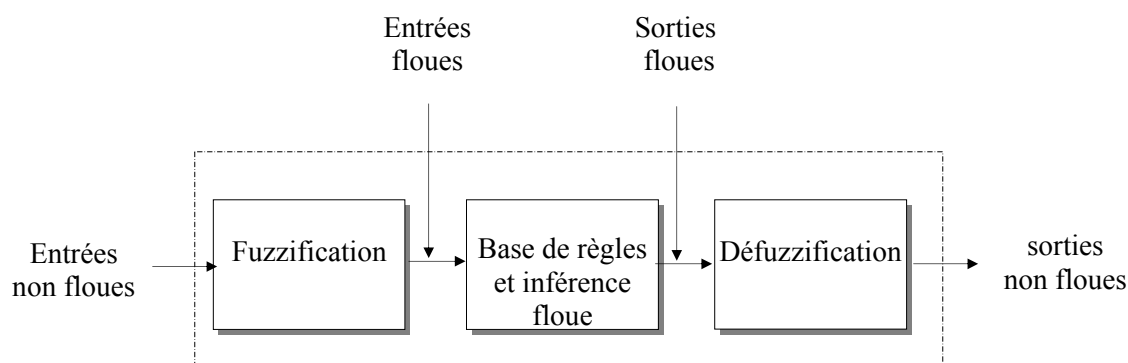 Entrées
floues
Sorties
floues
Entrées
non floues
Fuzzification
Base de règles
et inférence
floue
Défuzzification
sorties
non floues